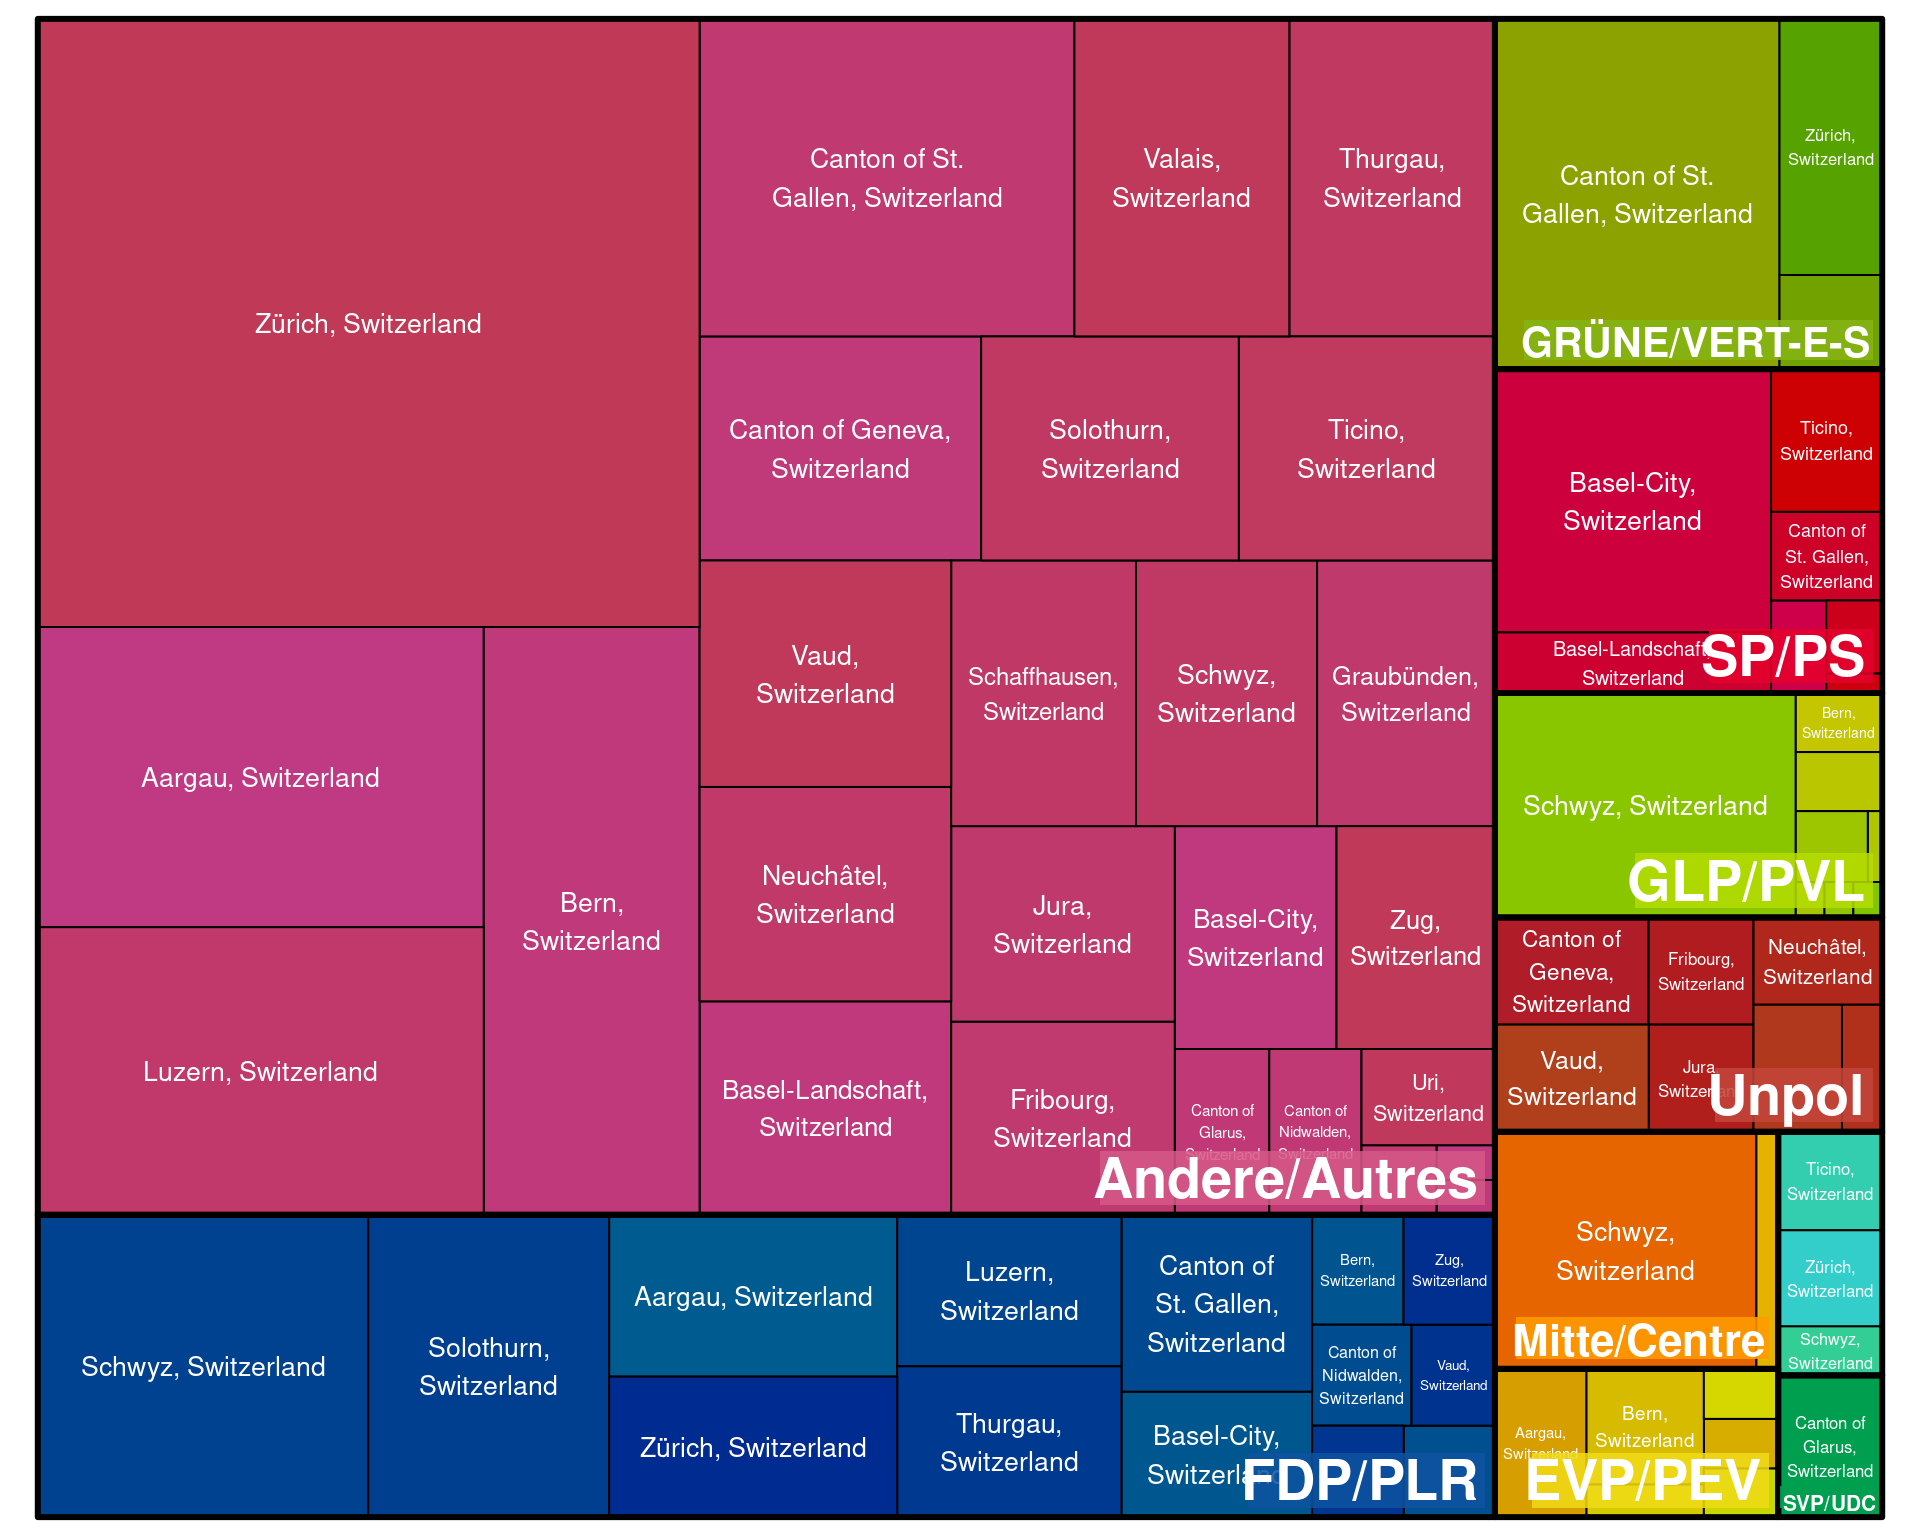 Zürich, Switzerland
Aargau, Switzerland
Luzern, Switzerland
Bern,
Switzerland
Canton of St.
Gallen, Switzerland
Valais,
Switzerland
Thurgau,
Switzerland
Canton of Geneva,
Switzerland
Solothurn,
Switzerland
Ticino,
Switzerland
Vaud,
Switzerland
Neuchâtel,
Switzerland
Basel-Landschaft,
Switzerland
Schaffhausen,
Switzerland
Schwyz,
Switzerland
Graubünden,
Switzerland
Jura,
Switzerland
Fribourg,
Switzerland
Basel-City,
Switzerland
Zug,
Switzerland
Canton of
Glarus,
Switzerland
Canton of
Nidwalden,
Switzerland
Uri,
Switzerland
Andere/Autres
Schwyz, Switzerland
Solothurn,
Switzerland
Aargau, Switzerland
Zürich, Switzerland
Luzern,
Switzerland
Thurgau,
Switzerland
Canton of
St. Gallen,
Switzerland
Basel-City,
Switzerland
Bern,
Switzerland
Zug,
Switzerland
Canton of
Nidwalden,
Switzerland
Vaud,
Switzerland
FDP/PLR
Canton of St.
Gallen, Switzerland
Zürich,
Switzerland
GRÜNE/VERT-E-S
Basel-City,
Switzerland
Ticino,
Switzerland
Canton of
St. Gallen,
Switzerland
Basel-Landschaft,
Switzerland
SP/PS
Schwyz, Switzerland
Bern,
Switzerland
GLP/PVL
Canton of
Geneva,
Switzerland
Fribourg,
Switzerland
Neuchâtel,
Switzerland
Vaud,
Switzerland
Jura,
Switzerland
Unpol
Schwyz,
Switzerland
Mitte/Centre
Ticino,
Switzerland
Zürich,
Switzerland
Schwyz,
Switzerland
Aargau,
Switzerland
Bern,
Switzerland
EVP/PEV
Canton of
Glarus,
Switzerland
SVP/UDC